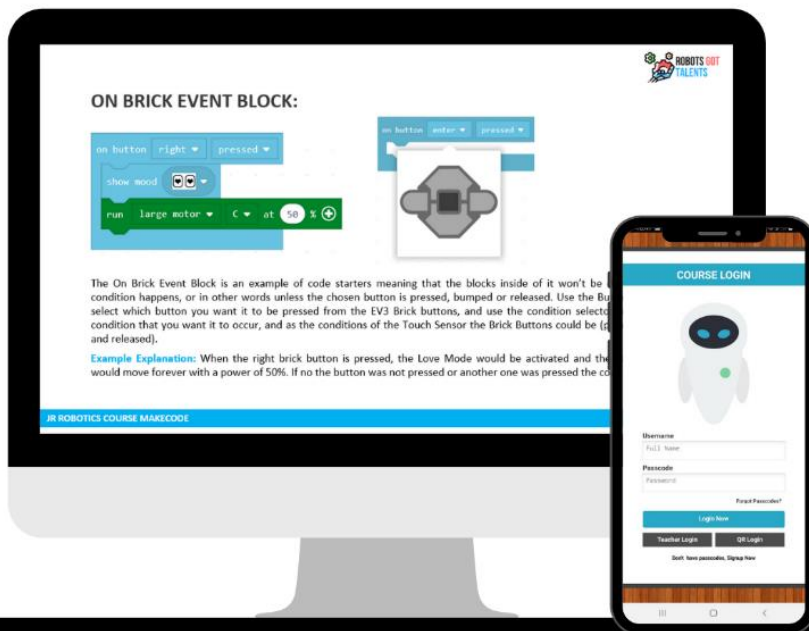 ROBOTS GOT
TALENTS
ON BRICK EVENT BLOCK:
on button right pressed
show mood
run large motor C at 50 %
on button enter pressed
The On Brick Event Block is an example of code starters meaning that the blocks inside of it won't be
condition happens, or in other words unless the chosen button is pressed, bumped or released. Use the Bu
select which button you want it to be pressed from the EV3 Brick buttons, and use the condition selecto
condition that you want it to occur, and as the conditions of the Touch Sensor the Brick Buttons could be (p
and released).
Example Explanation: When the right brick button is pressed, the Love Mode would be activated and the
would move forever with a power of 50%. If no the button was not pressed or another one was pressed the co
JR ROBOTICS COURSE MAKECODE
COURSE LOGIN
Username
Full Name
Passcode
Password
Forgot Passcodes?
Login Now
Teacher Login
QR Login
Don't have passcodes, Signup Now